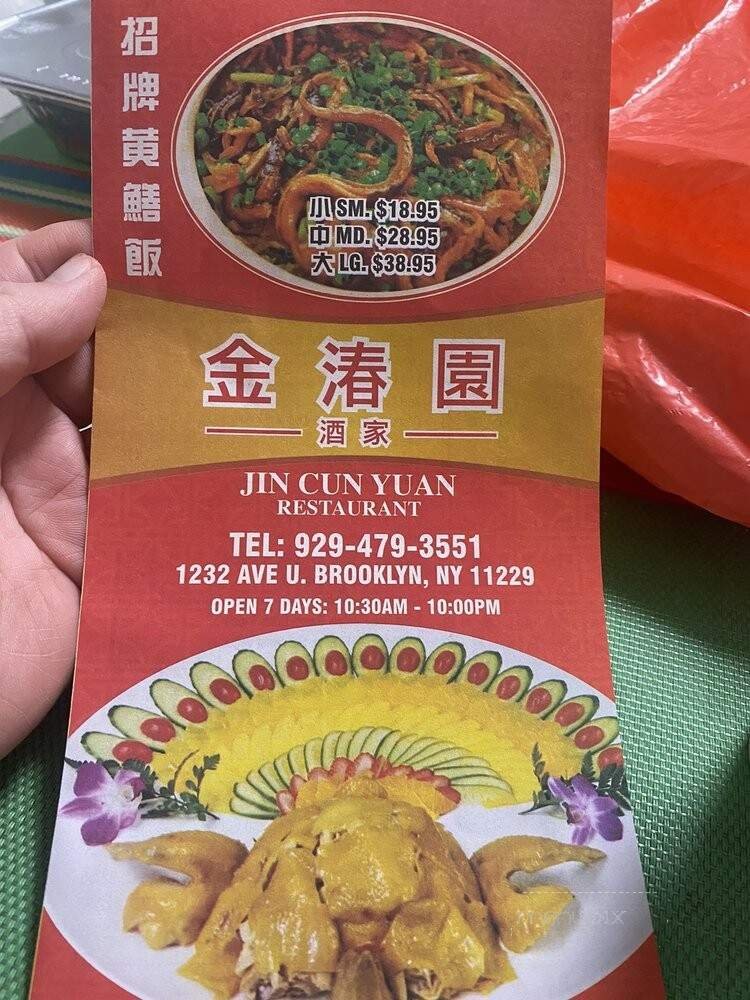 招牌黄鱔飯
小 SM. $18.95
中 MD. $28.95
大 LG. $38.95
金湷園
酒家
JIN CUN YUAN
RESTAURANT
TEL: 929-479-3551
1232 AVE U. BROOKLYN, NY 11229
OPEN 7 DAYS: 10:30AM - 10:00PM